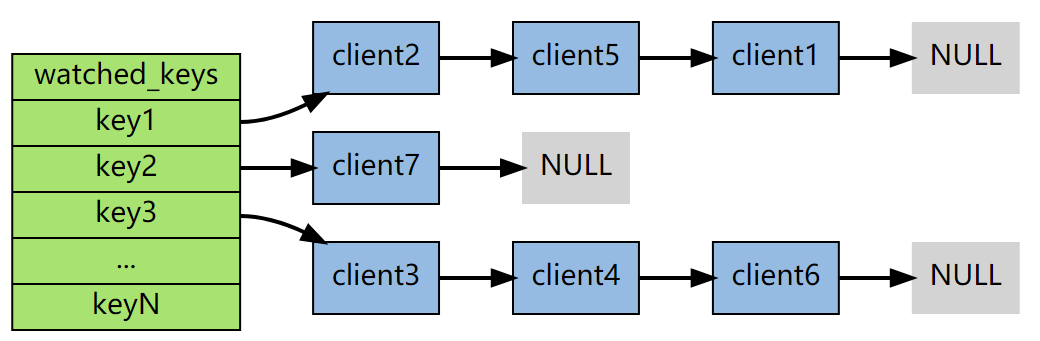 watched_keys
key1
key2
key3
...
keyN
client2 client5 client1 NULL
client7 NULL
client3 client4 client6 NULL